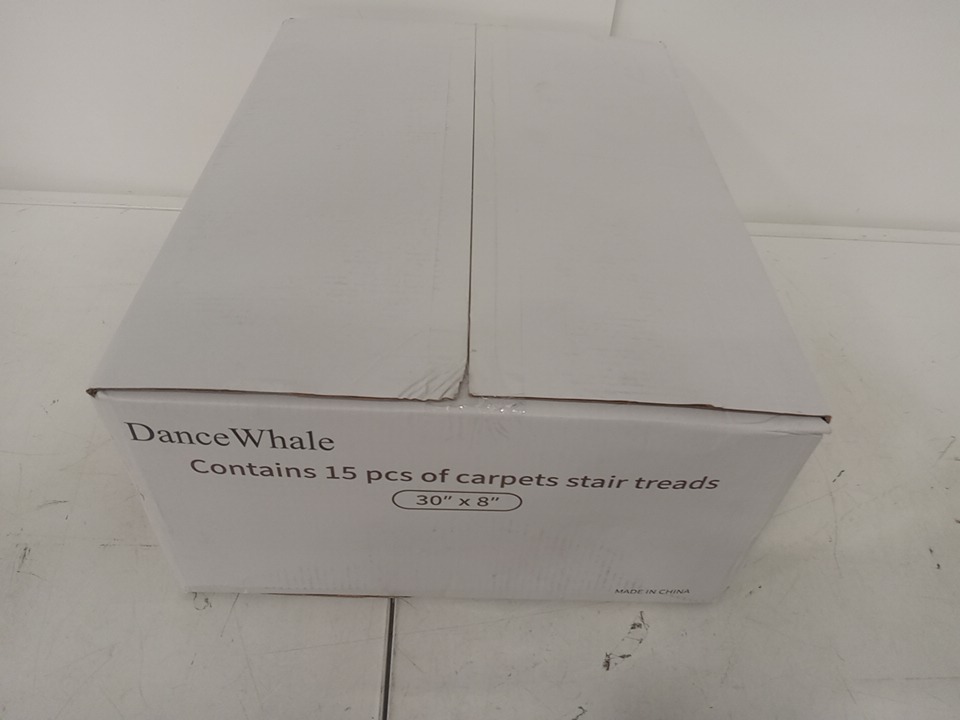 DanceWhale
Contains 15 pcs of carpets stair treads
30" x 8"
MADE IN CHINA